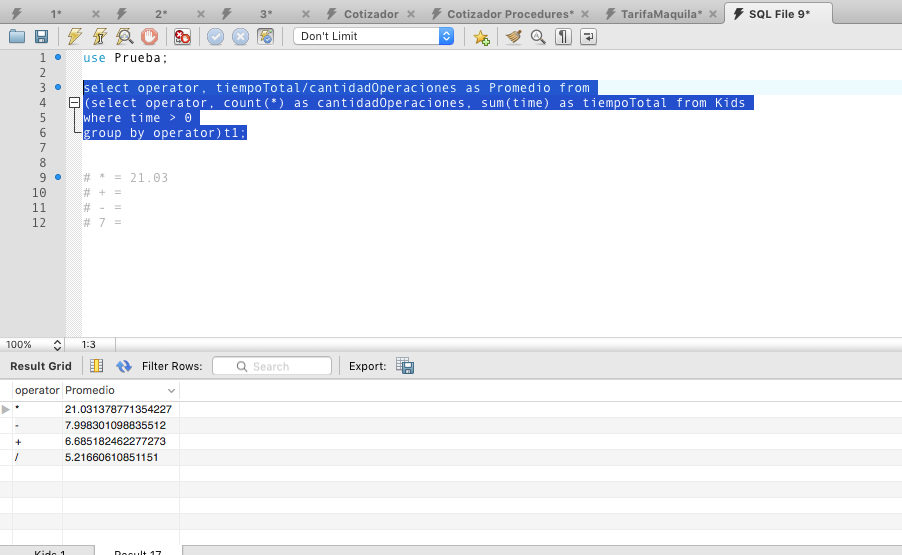 1* 2* 3* Cotizador Cotizador Procedures* TarifaMaquila* SQL File 9*
Don't Limit
1 use Prueba;
2
3 select operator, tiempoTotal/cantidadOperaciones as Promedio from
4 (select operator, count(*) as cantidadOperaciones, sum(time) as tiempoTotal from Kids
5 where time > 0
6 group by operator)t1;
7
8
9 # * = 21.03
10 # + =
11 # - =
12 # 7 =
100% 1:3
Result Grid Filter Rows: Search Export:
operator Promedio
* 21.031378771354227
- 7.998301098835512
+ 6.685182462277273
/ 5.21660610851151
Kids 1 Result 17